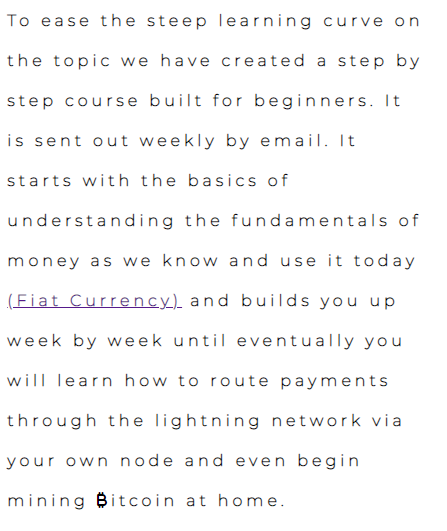 To ease the steep learning curve on
the topic we have created a step by
step course built for beginners. It
is sent out weekly by email. It
starts with the basics of
understanding the fundamentals of
money as we know and use it today
(Fiat Currency) and builds you up
week by week until eventually you
will learn how to route payments
through the lightning network via
your own node and even begin
mining ₿itcoin at home.